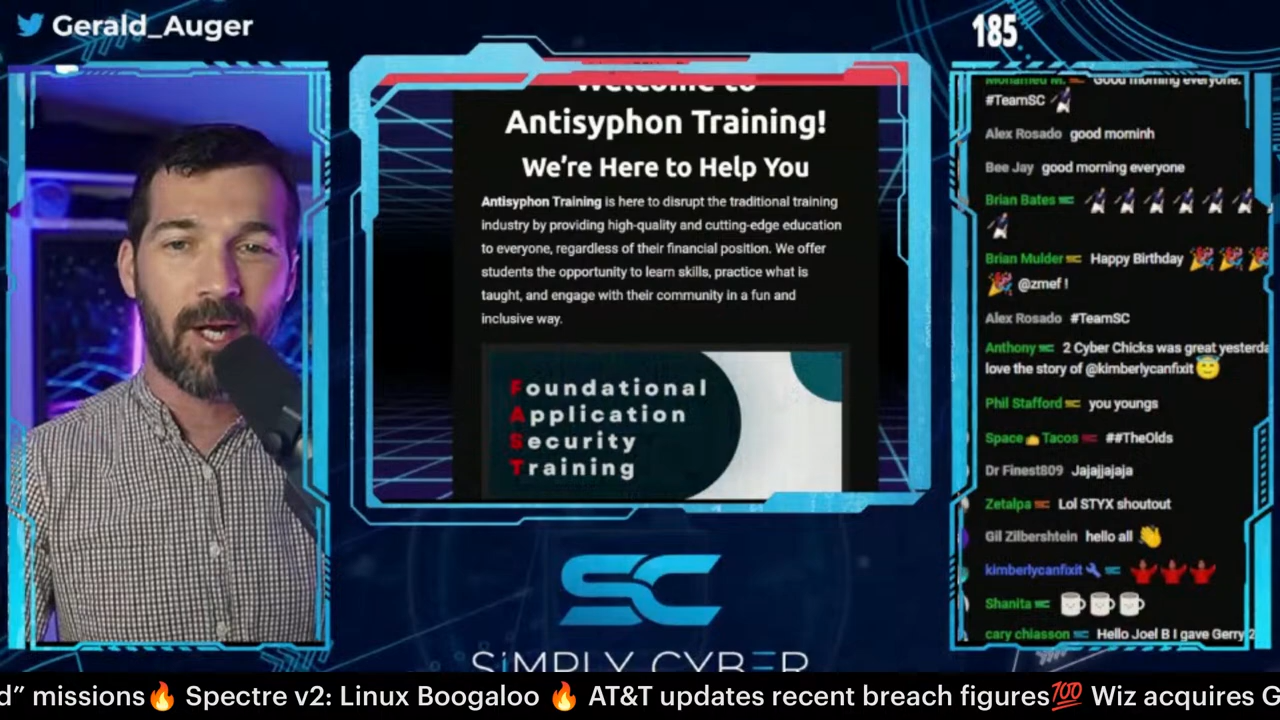 Gerald_Auger
185
Welcome to
Antisyphon Training!
We're Here to Help You
Antisyphon Training is here to disrupt the traditional training
industry by providing high-quality and cutting-edge education
to everyone, regardless of their financial position. We offer
students the opportunity to learn skills, practice what is
taught, and engage with their community in a fun and
inclusive way.
Foundational
Application
Security
Training
Mohamed M. Good morning everyone.
#TeamSC
Alex Rosado good morninh
Bee Jay good morning everyone
Brian Bates
Brian Mulder Happy Birthday 🎉 🎉 🎉
🎉 @zmef !
Alex Rosado #TeamSC
Anthony 2 Cyber Chicks was great yesterda
love the story of @kimberlycanfixit 😇
Phil Stafford you youngs
Space 🌮 Tacos ##TheOlds
Dr Finest809 Jajajjajaja
Zetalpa Lol STYX shoutout
Gil Zilbershtein hello all 👋
kimberlycanfixit 🔧
Shanita
cary chiasson Hello Joel B I gave Gerry 2
SC
SIMPLY CYBER
d” missions🔥 Spectre v2: Linux Boogaloo 🔥 AT&T updates recent breach figures💯 Wiz acquires G